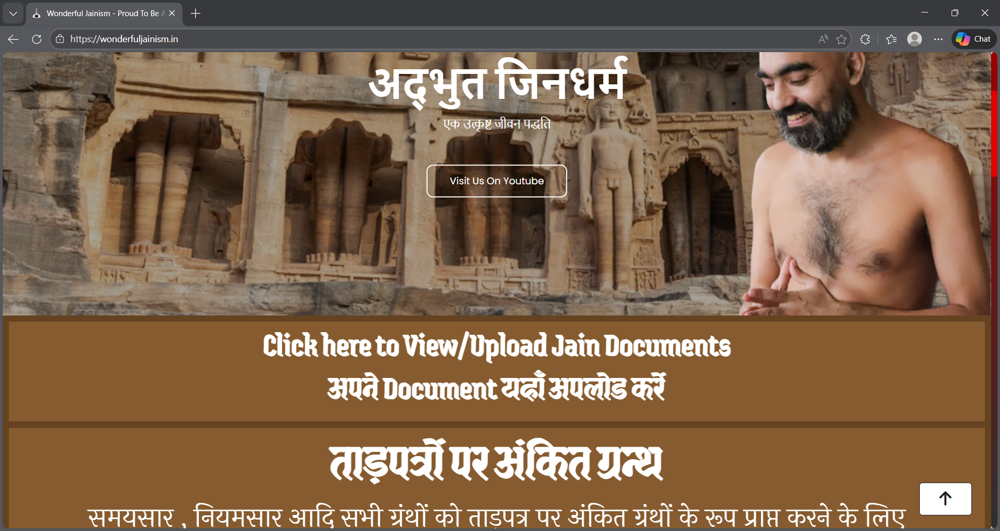 Wonderful Jainism - Proud To Be A
https://wonderfuljainism.in
Chat
अद्भुत जिनधर्म
एक उत्कृष्ट जीवन पद्धति
Visit Us On Youtube
Click here to View/Upload Jain Documents
अपने Document यहाँ अपलोड करें
ताड़पत्रों पर अंकित ग्रन्थ
समयसार , नियमसार आदि सभी ग्रंथों को ताड़पत्र पर अंकित ग्रंथों के रूप प्राप्त करने के लिए